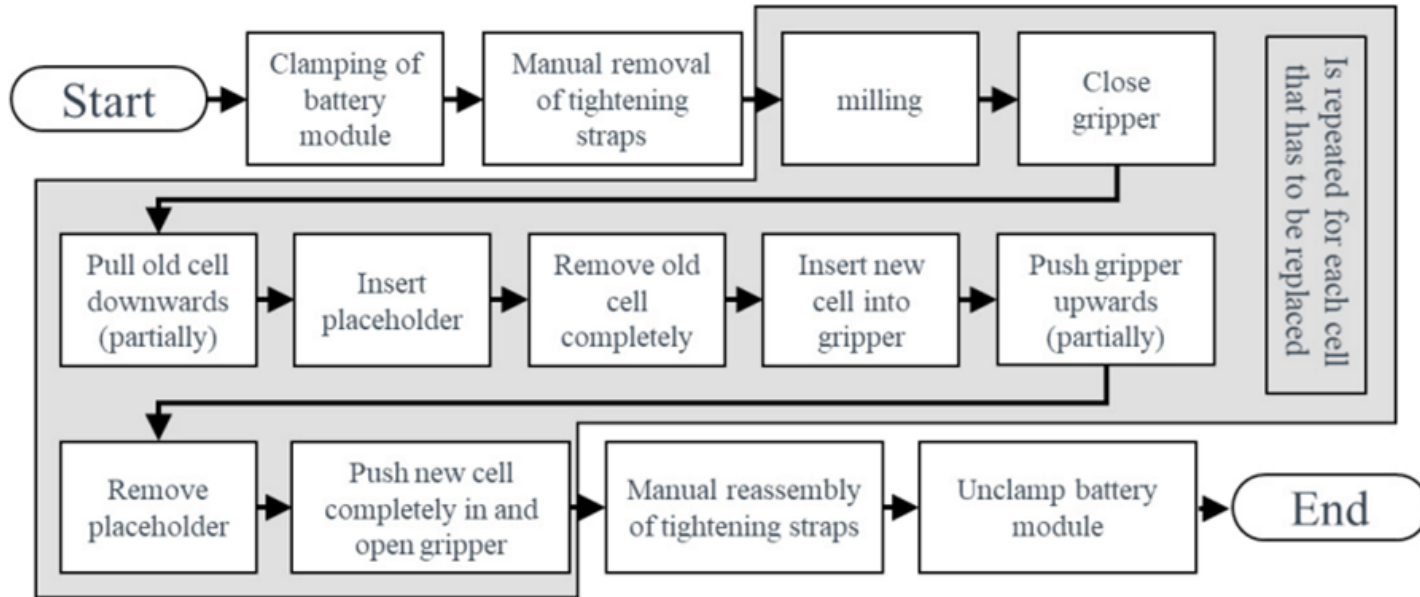 Start
Clamping of
battery
module
Manual removal
of tightening
straps
milling
Close
gripper
Is repeated for each cell
that has to be replaced
Pull old cell
downwards
(partially)
Insert
placeholder
Remove old
cell
completely
Insert new
cell into
gripper
Push gripper
upwards
(partially)
Remove
placeholder
Push new cell
completely in and
open gripper
Manual reassembly
of tightening straps
Unclamp battery
module
End